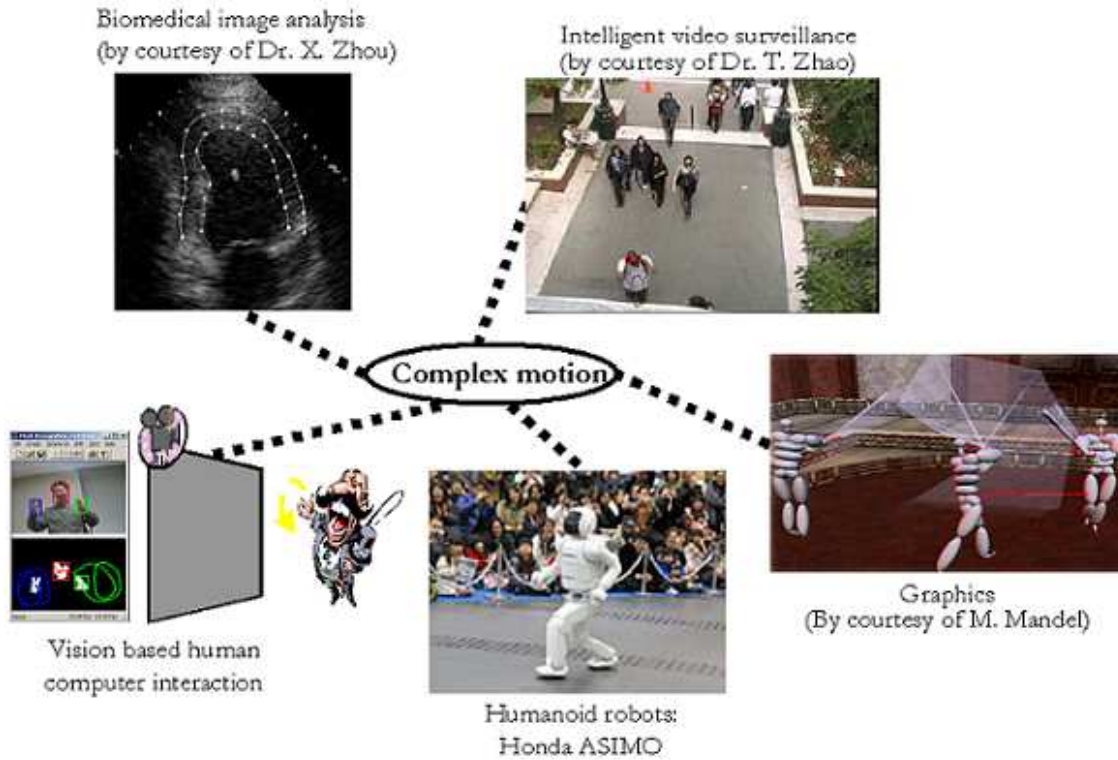 Biomedical image analysis
(by courtesy of Dr. X. Zhou)
Intelligent video surveillance
(by courtesy of Dr. T. Zhao)
Complex motion
Graphics
(By courtesy of M. Mandel)
Vision based human
computer interaction
Humanoid robots:
Honda ASIMO